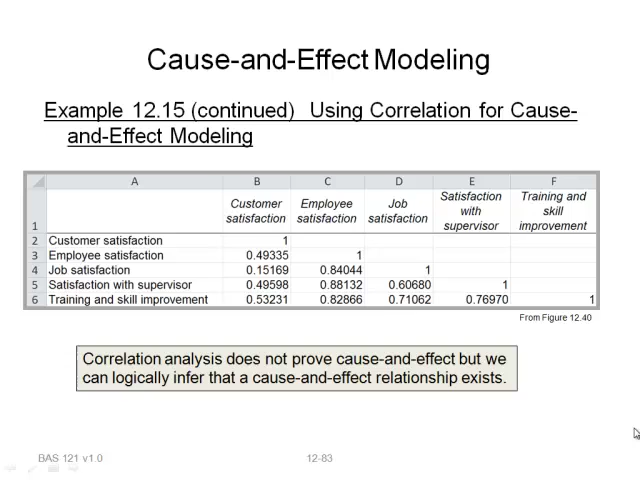 Cause-and-Effect Modeling
Example 12.15 (continued) Using Correlation for Cause-
and-Effect Modeling
A B C D E F
1 Customer satisfaction Employee satisfaction Job satisfaction Satisfaction with supervisor Training and skill improvement
2 Customer satisfaction 1
3 Employee satisfaction 0.49335 1
4 Job satisfaction 0.15169 0.84044 1
5 Satisfaction with supervisor 0.49598 0.88132 0.60680 1
6 Training and skill improvement 0.53231 0.82866 0.71062 0.76970 1
From Figure 12.40
Correlation analysis does not prove cause-and-effect but we
can logically infer that a cause-and-effect relationship exists.
BAS 121 v1.0 12-83